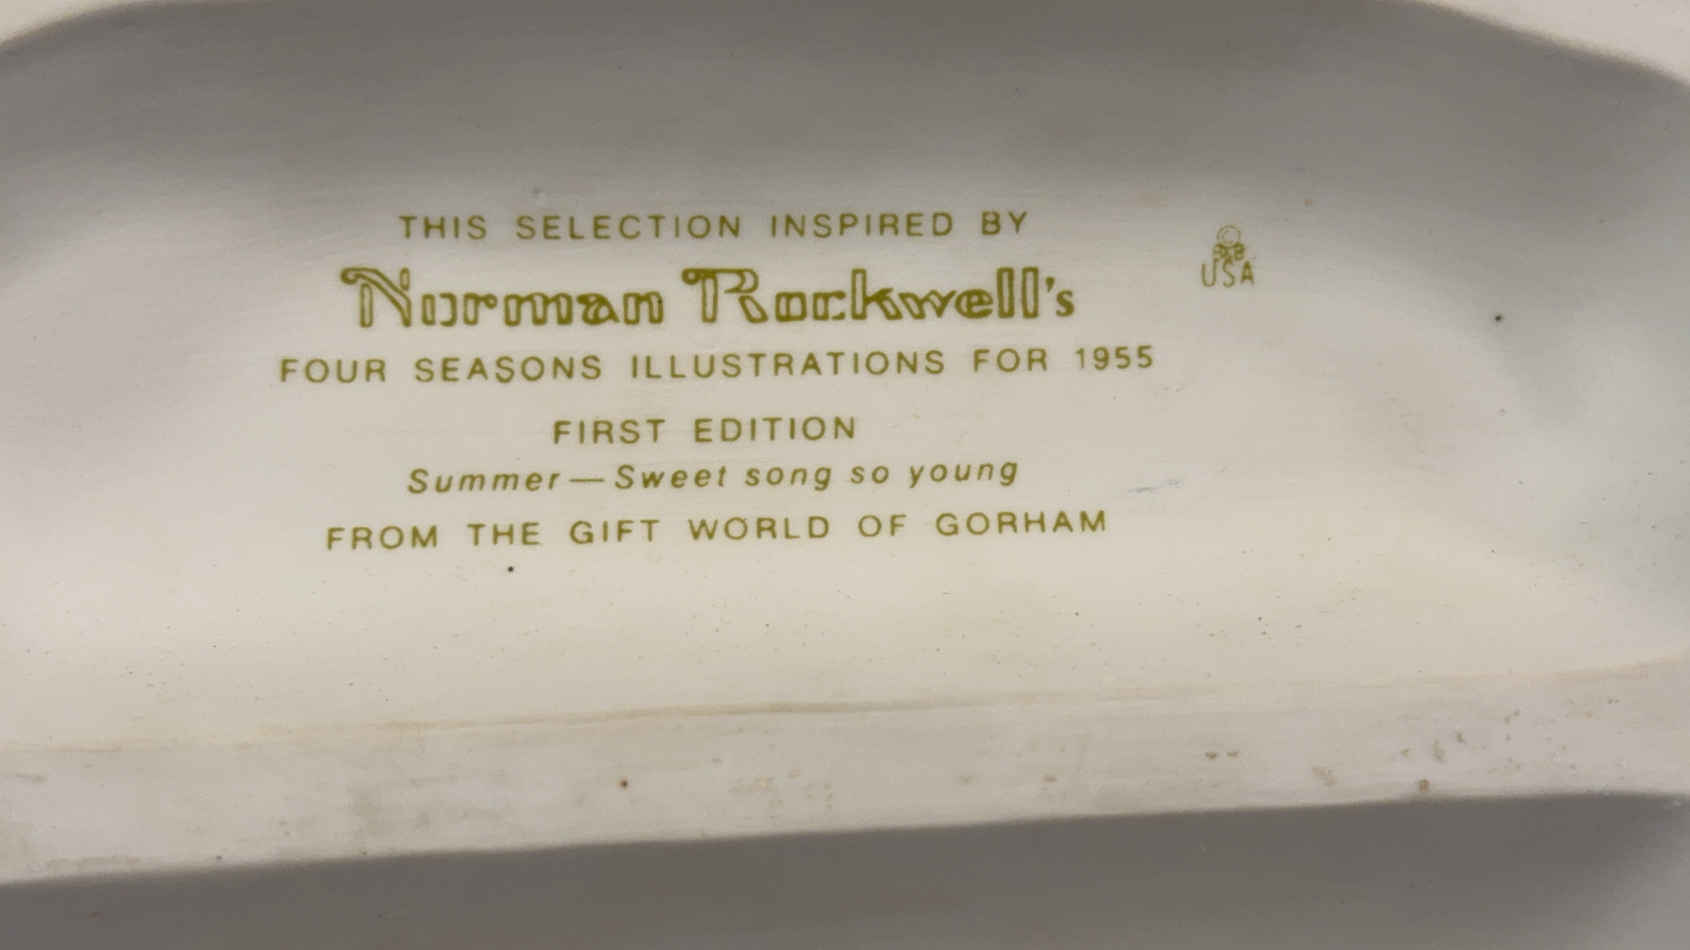 THIS SELECTION INSPIRED BY
Norman Rockwell's
FOUR SEASONS ILLUSTRATIONS FOR 1955
FIRST EDITION
Summer—Sweet song so young
FROM THE GIFT WORLD OF GORHAM
USA